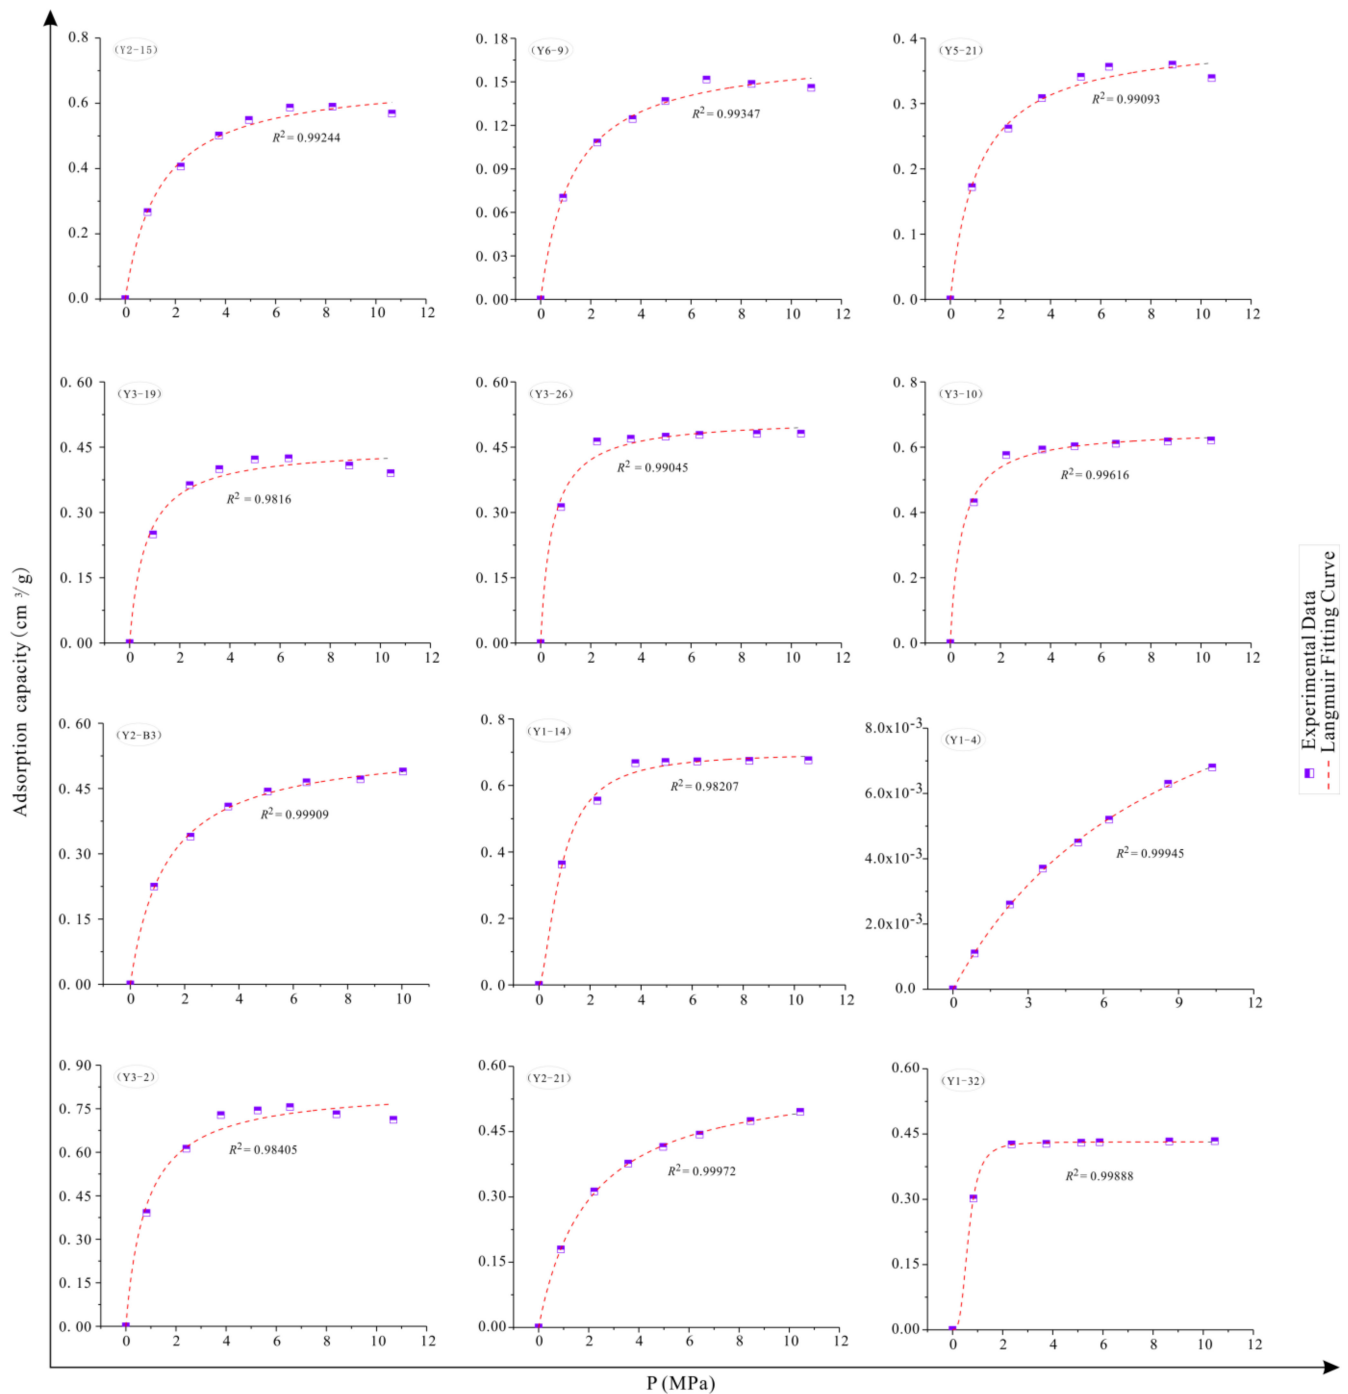 (Y2-15)
0.8
0.6
0.4
0.2
0.0
0 2 4 6 8 10 12
R2 = 0.99244
(Y6-9)
0.18
0.15
0.12
0.09
0.06
0.03
0.00
0 2 4 6 8 10 12
R2 = 0.99347
(Y5-21)
0.4
0.3
0.2
0.1
0.0
0 2 4 6 8 10 12
R2 = 0.99093
(Y3-19)
0.60
0.45
0.30
0.15
0.00
0 2 4 6 8 10 12
R2 = 0.9816
(Y3-26)
0.60
0.45
0.30
0.15
0.00
0 2 4 6 8 10 12
R2 = 0.99045
(Y3-10)
0.8
0.6
0.4
0.2
0.0
0 2 4 6 8 10 12
R2 = 0.99616
(Y2-B3)
0.60
0.45
0.30
0.15
0.00
0 2 4 6 8 10
R2 = 0.99909
(Y1-14)
0.8
0.6
0.4
0.2
0.0
0 2 4 6 8 10 12
R2 = 0.98207
(Y1-4)
8.0x10-3
6.0x10-3
4.0x10-3
2.0x10-3
0.0
0 3 6 9 12
R2 = 0.99945
(Y3-2)
0.90
0.75
0.60
0.45
0.30
0.15
0.00
0 2 4 6 8 10 12
R2 = 0.98405
(Y2-21)
0.60
0.45
0.30
0.15
0.00
0 2 4 6 8 10 12
R2 = 0.99972
(Y1-32)
0.60
0.45
0.30
0.15
0.00
0 2 4 6 8 10 12
R2 = 0.99888
Adsorption capacity (cm3/g)
P (MPa)
Experimental Data
Langmuir Fitting Curve